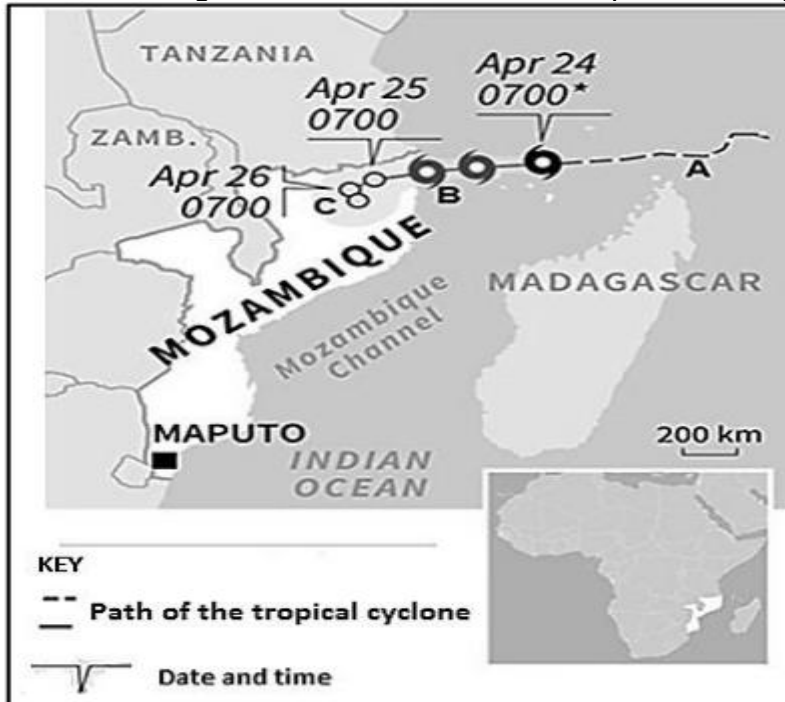 TANZANIA
Apr 24
0700*
Apr 25
0700
ZAMB.
Apr 26
0700
A
B
C
MOZAMBIQUE
MADAGASCAR
Mozambique
Channel
MAPUTO
200 km
INDIAN
OCEAN
KEY
Path of the tropical cyclone
Date and time